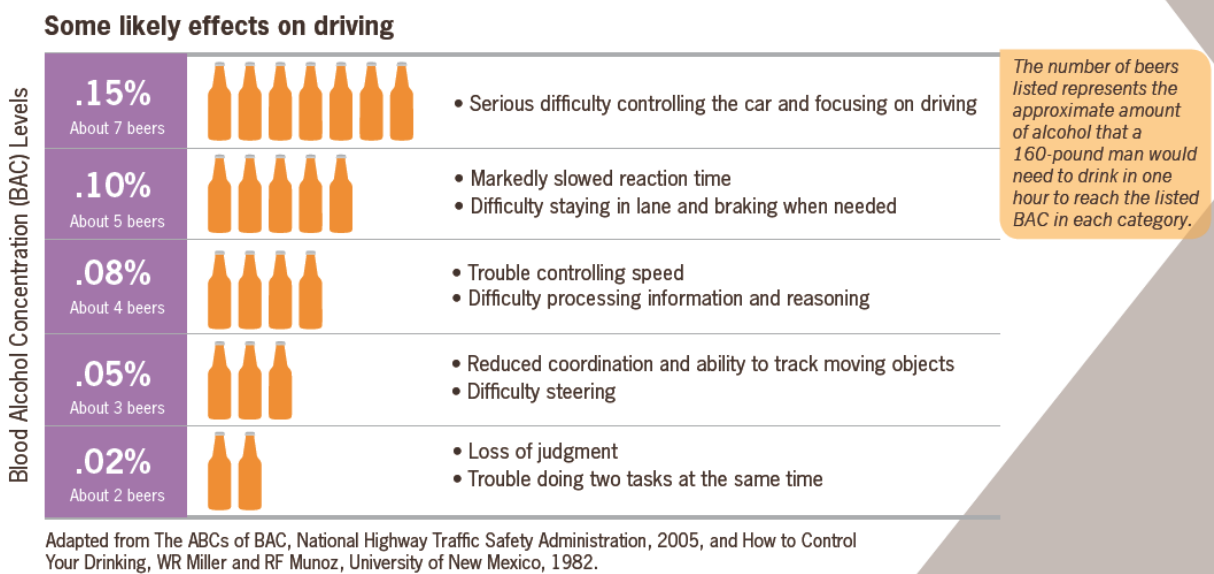 Some likely effects on driving
Blood Alcohol Concentration (BAC) Levels
.15%
About 7 beers
• Serious difficulty controlling the car and focusing on driving
.10%
About 5 beers
• Markedly slowed reaction time
• Difficulty staying in lane and braking when needed
.08%
About 4 beers
• Trouble controlling speed
• Difficulty processing information and reasoning
.05%
About 3 beers
• Reduced coordination and ability to track moving objects
• Difficulty steering
.02%
About 2 beers
• Loss of judgment
• Trouble doing two tasks at the same time
The number of beers
listed represents the
approximate amount
of alcohol that a
160-pound man would
need to drink in one
hour to reach the listed
BAC in each category.
Adapted from The ABCs of BAC, National Highway Traffic Safety Administration, 2005, and How to Control
Your Drinking, WR Miller and RF Munoz, University of New Mexico, 1982.